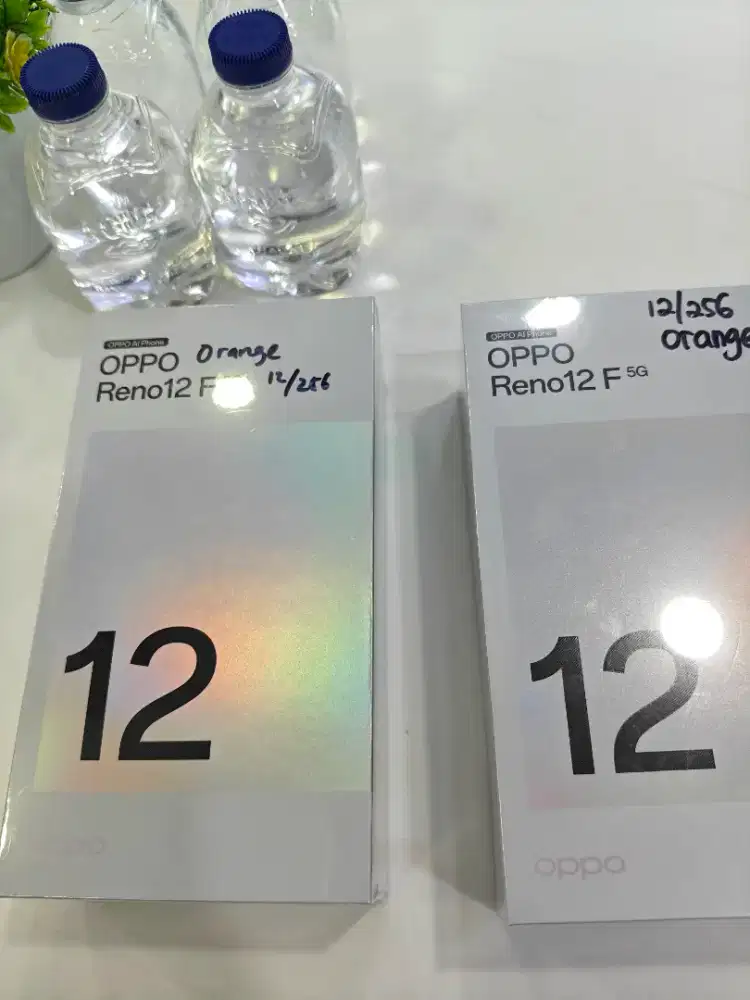 OPPO AI Phone
OPPO Orange
Reno12 F 12/256
12
oppo
12/256
Orange
OPPO AI Phone
OPPO
Reno12 F 5G
12
oppo